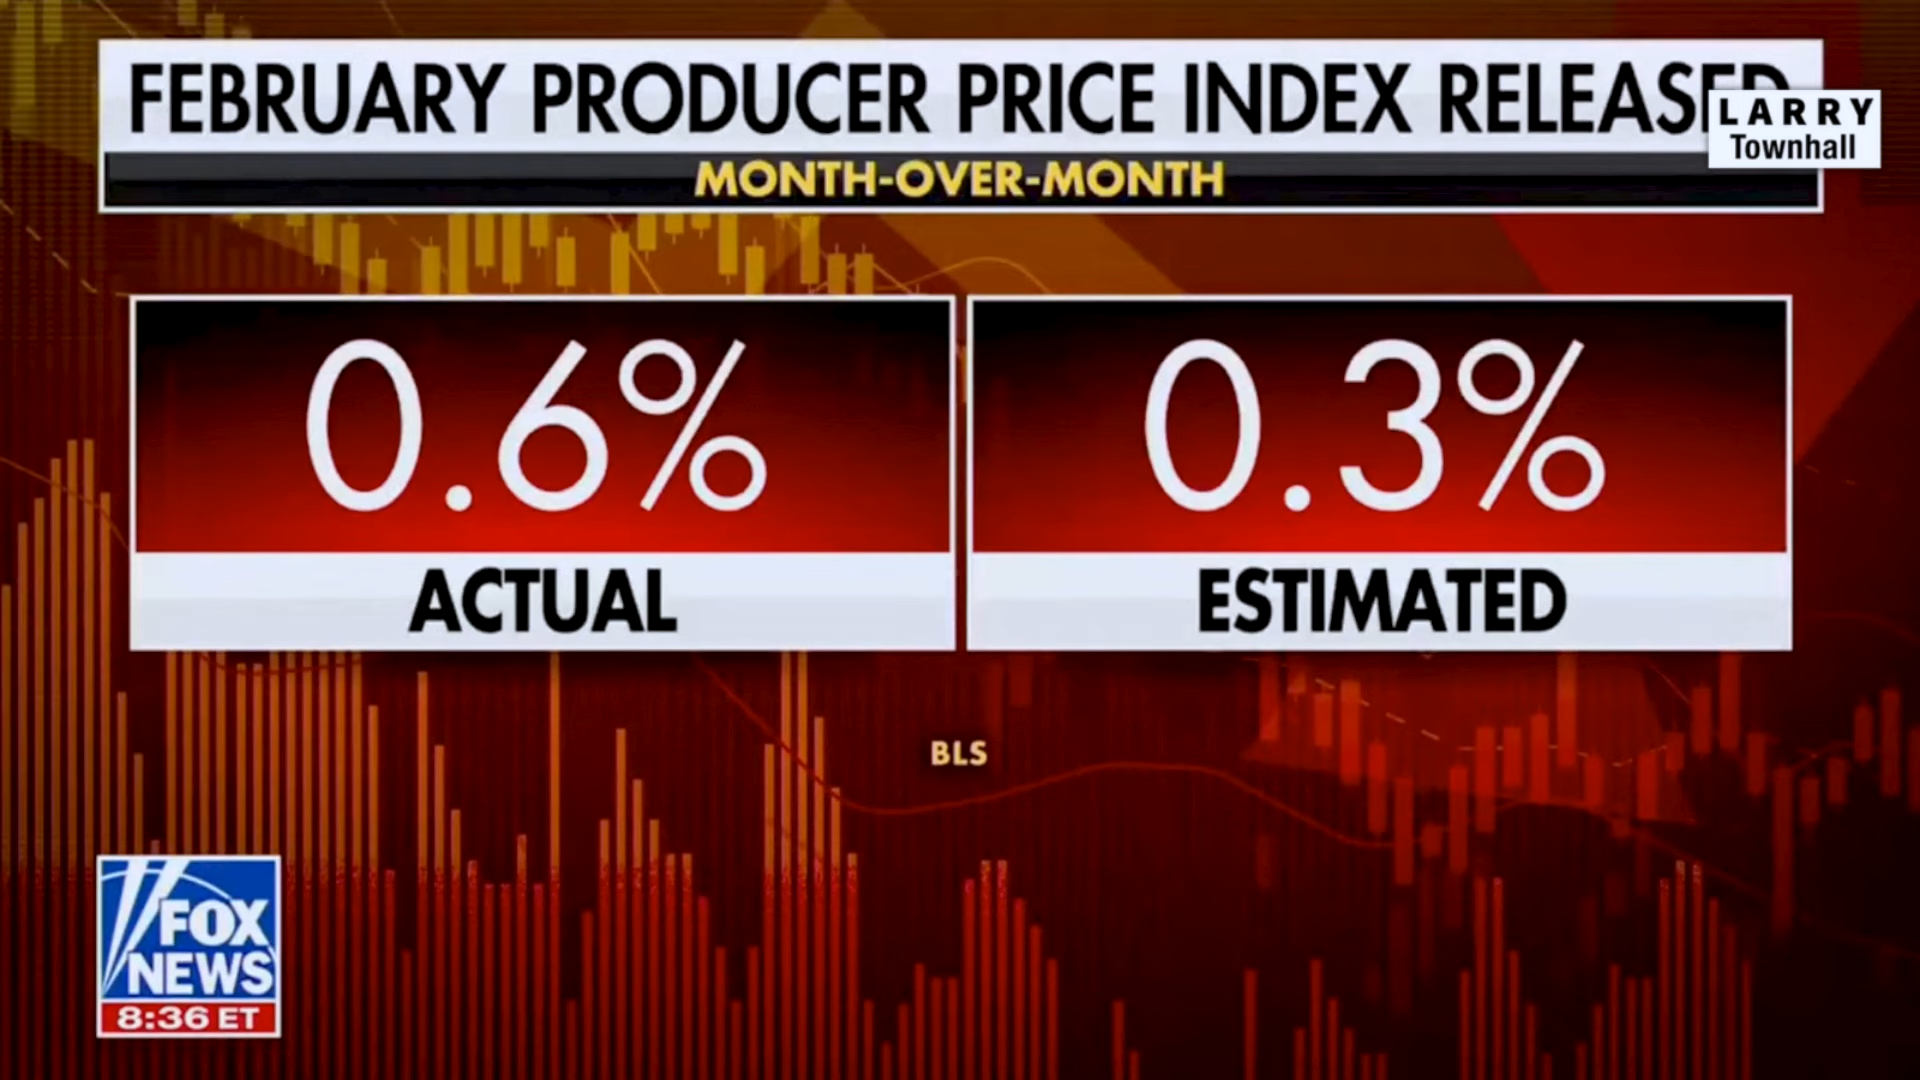 FEBRUARY PRODUCER PRICE INDEX RELEASED
LARRY
Townhall
MONTH-OVER-MONTH
0.6%
0.3%
ACTUAL
ESTIMATED
BLS
FOX
NEWS
8:36 ET